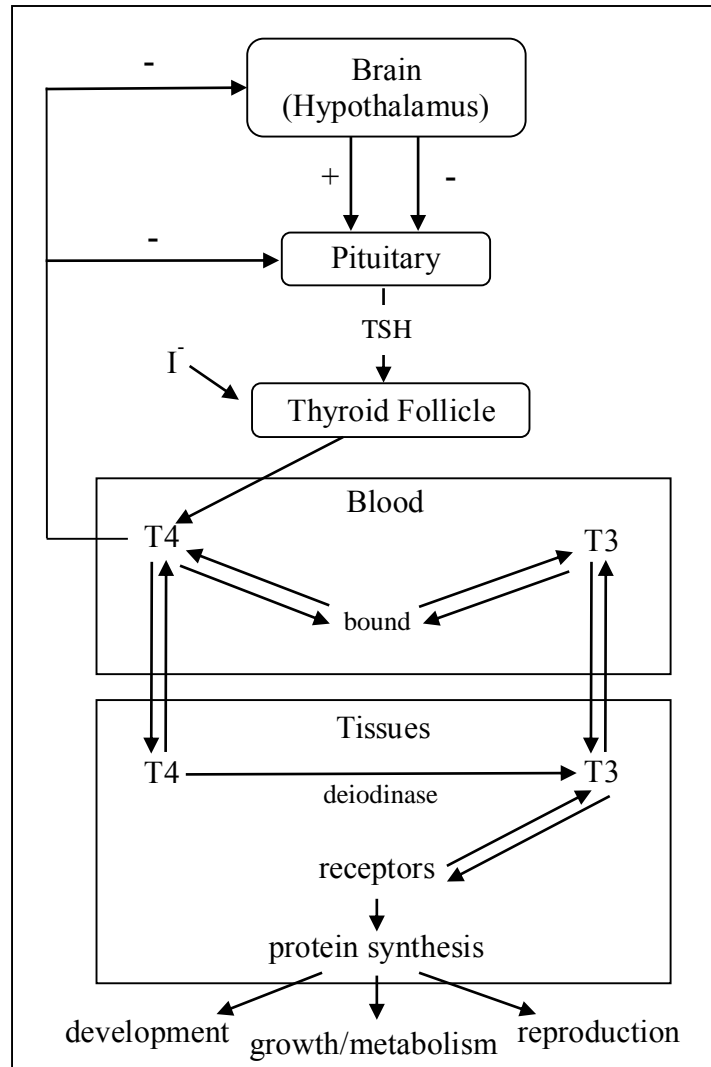 -
Brain
(Hypothalamus)
+ -
-
Pituitary
TSH
I-
Thyroid Follicle
Blood
T4 T3
bound
Tissues
T4 T3
deiodinase
receptors
protein synthesis
development growth/metabolism reproduction